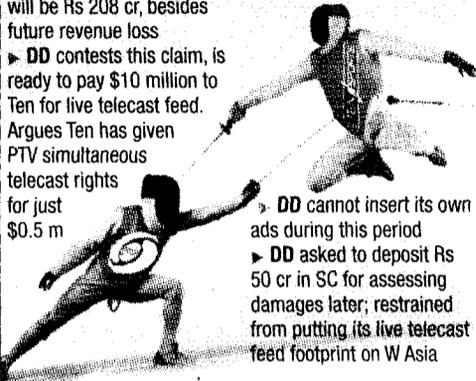 will be Rs 208 cr, besides
future revenue loss
▶ DD contests this claim, is
ready to pay $10 million to
Ten for live telecast feed.
Argues Ten has given
PTV simultaneous
telecast rights
for just
$0.5 m
▶ DD cannot insert its own
ads during this period
▶ DD asked to deposit Rs
50 cr in SC for assessing
damages later; restrained
from putting its live telecast
feed footprint on W Asia